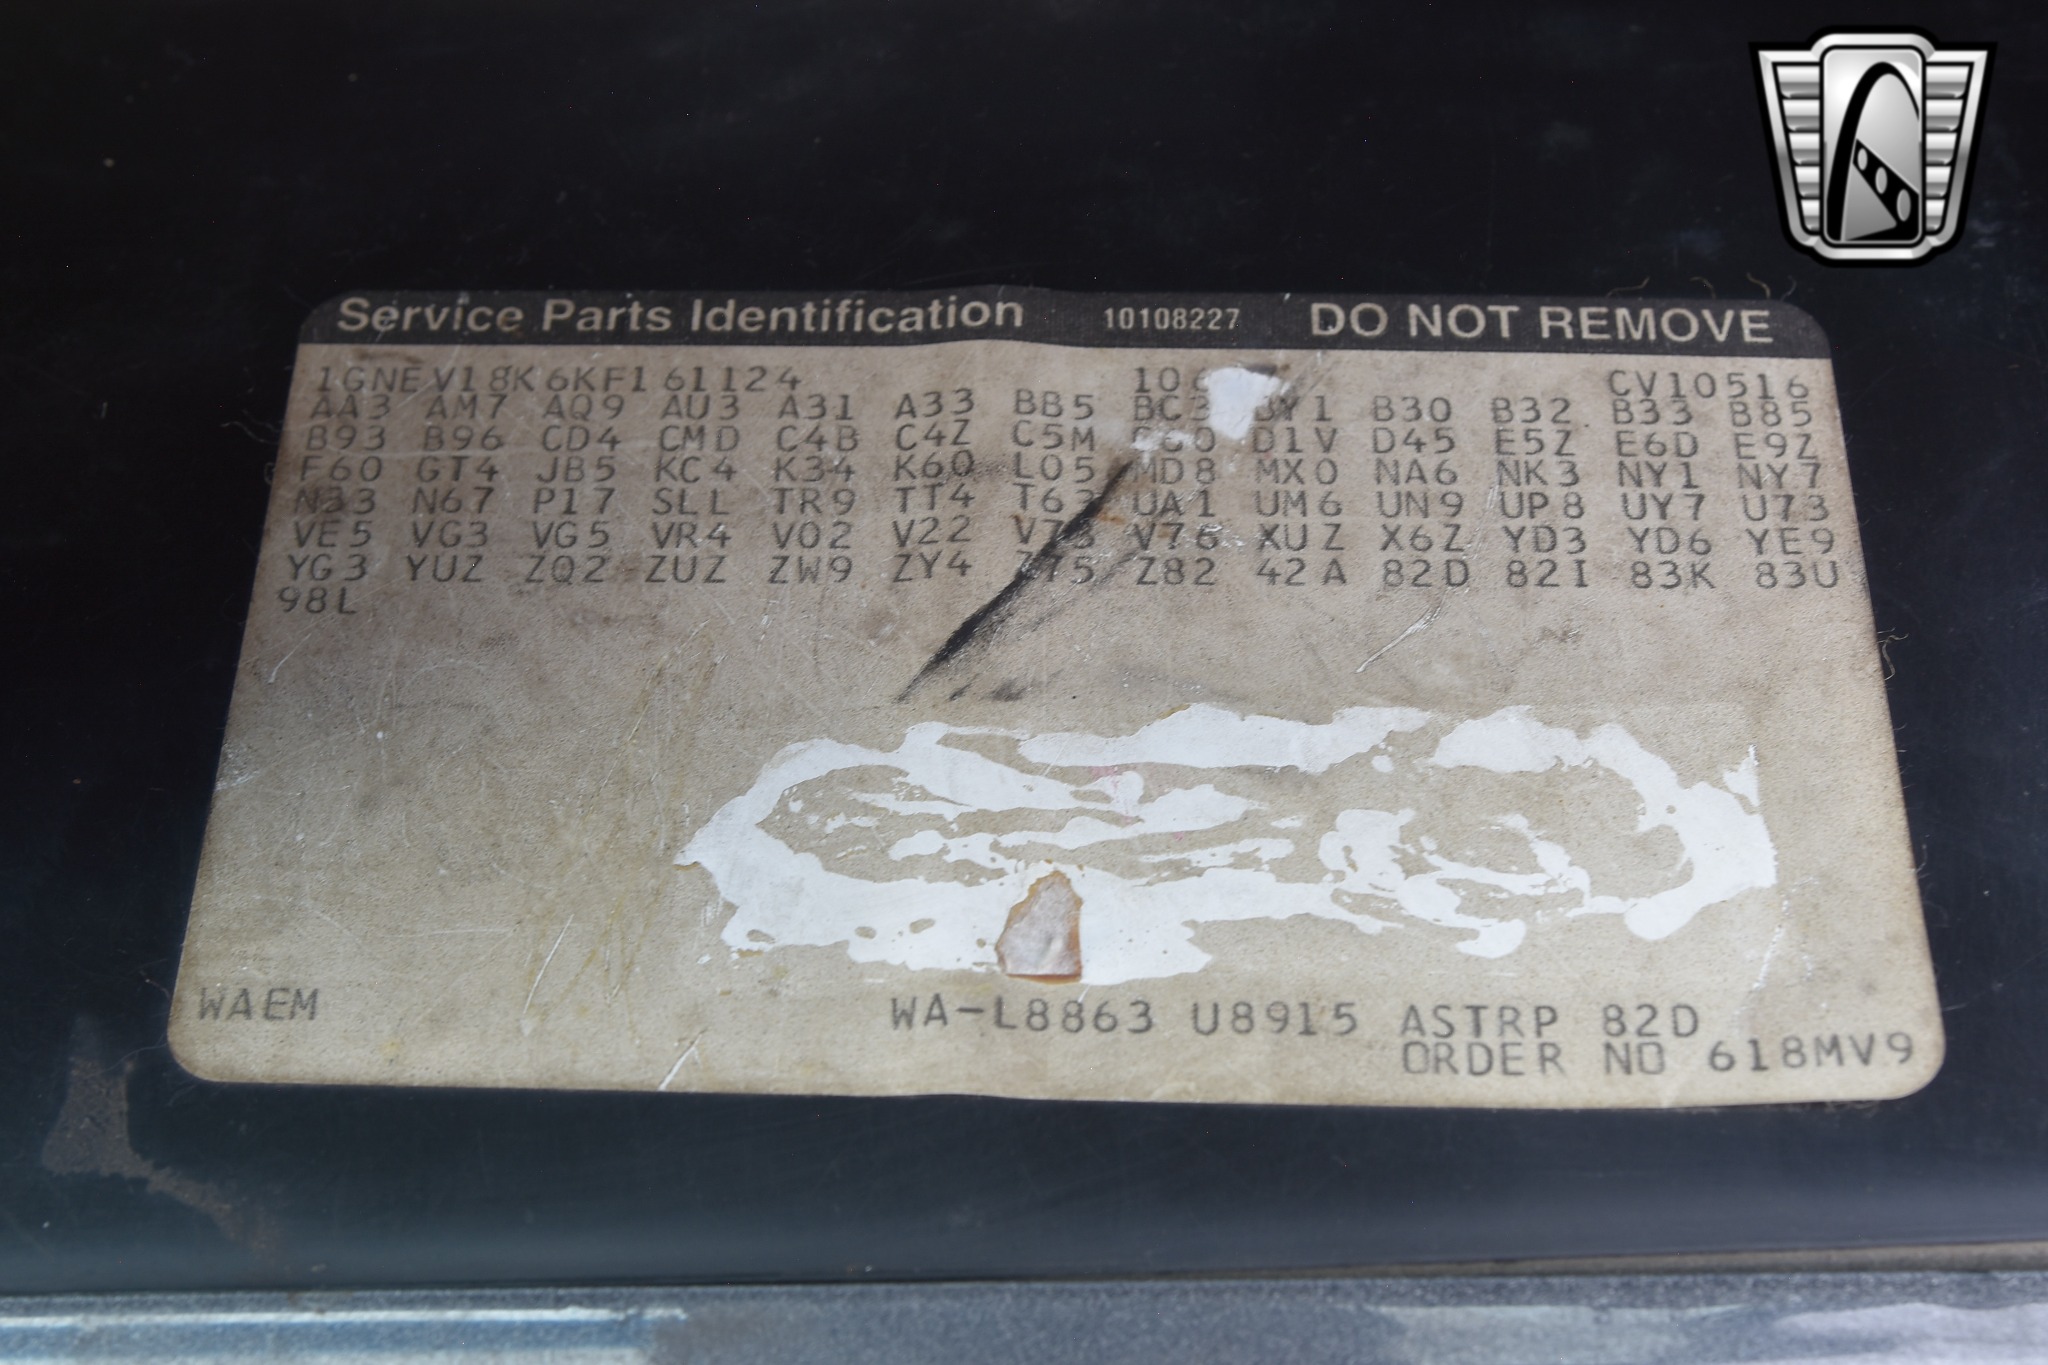 Service Parts Identification 10108227 DO NOT REMOVE
1GNEV18K6KF161124 CV10516
AA3 AM7 AQ9 AU3 A31 A33 BB5 BC3 BY1 B30 B32 B33 B85
B93 B96 CD4 CMD C4B C4Z C5M C60 D1V D45 E5Z E6D E9Z
F60 GT4 JB5 KC4 K34 K60 L05 MD8 MX0 NA6 NK3 NY1 NY7
N33 N67 P17 SLL TR9 TT4 T63 UA1 UM6 UN9 UP8 UY7 U73
VE5 VG3 VG5 VR4 V02 V22 V73 V76 XUZ X6Z YD3 YD6 YE9
YG3 YUZ ZQ2 ZUZ ZW9 ZY4 Z82 42A 82D 82I 83K 83U
98L
WAEM WA-L8863 U8915 ASTRP 82D
ORDER NO 618MV9